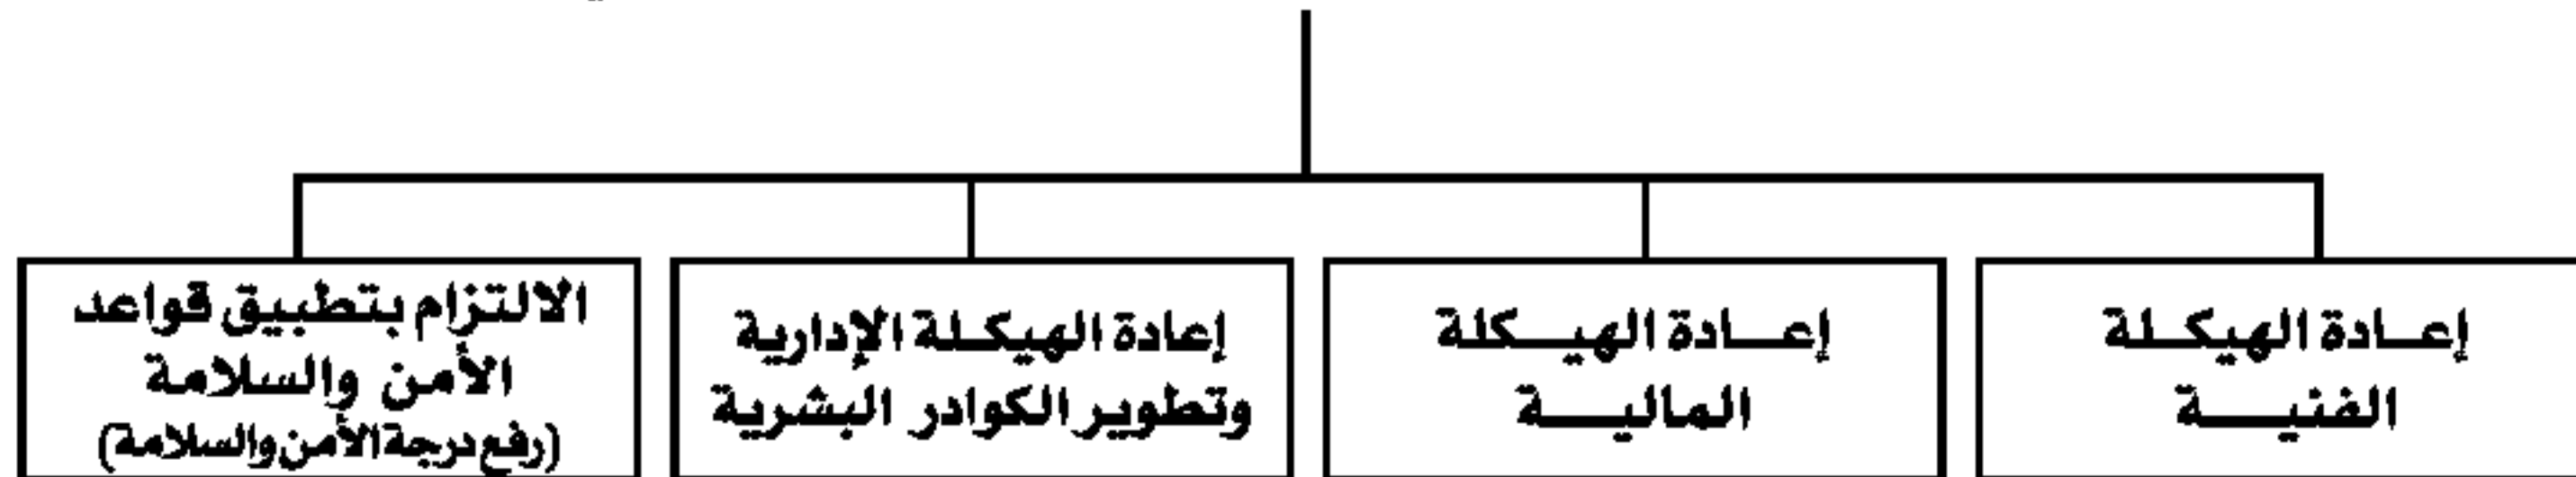 إعادة الهيكلة
الفنية
إعادة الهيكلة
المالية
إعادة الهيكلة الإدارية
وتطوير الكوادر البشرية
الالتزام بتطبيق قواعد
الأمن والسلامة
(رفع درجة الأمن والسلامة)